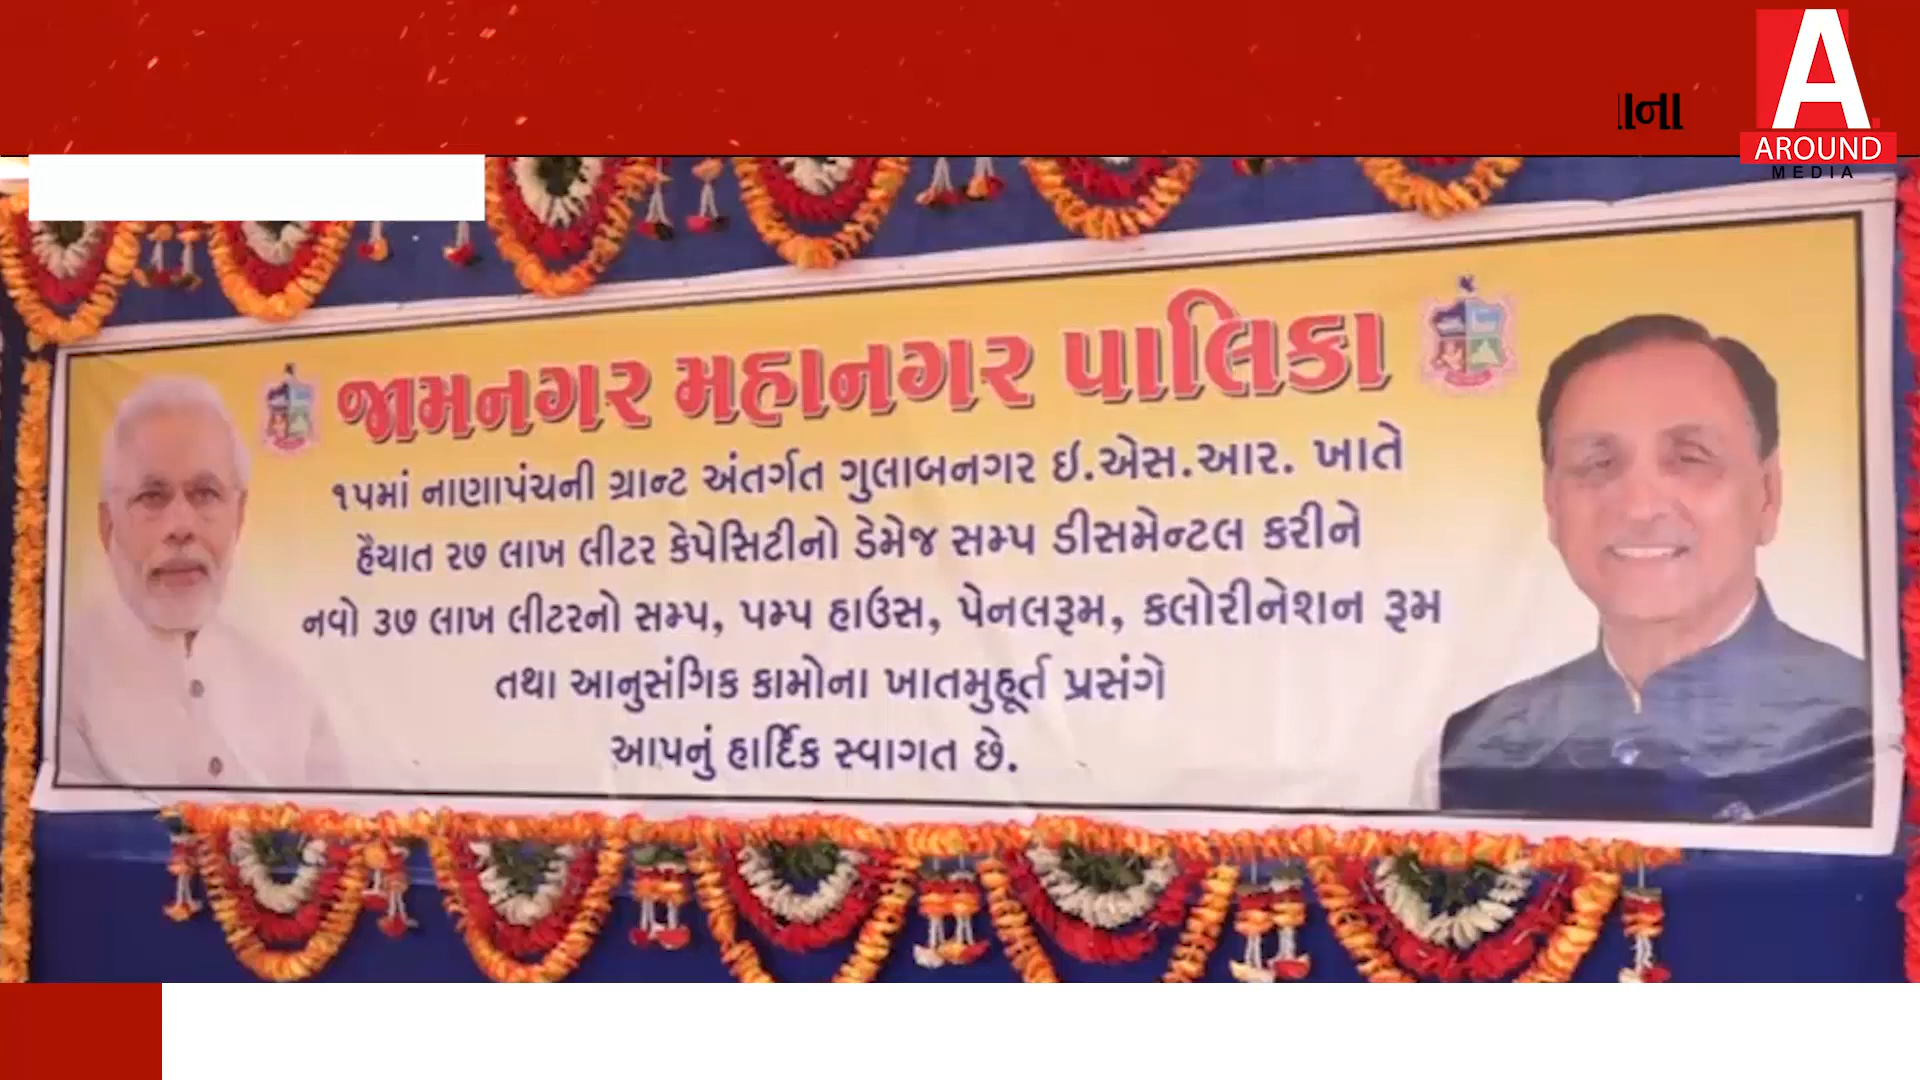 ના
A
AROUND
MEDIA
જામનગર મહાનગર પાલિકા
૧૫માં નાણાપંચની ગ્રાન્ટ અંતર્ગત ગુલાબનગર ઇ.એસ.આર. ખાતે
હૈયાત ૨૭ લાખ લીટર કેપેસિટીનો ડેમેજ સમ્પ ડીસમેન્ટલ કરીને
નવો ૩૭ લાખ લીટરનો સમ્પ, પમ્પ હાઉસ, પેનલરૂમ, કલોરીનેશન રૂમ
તથા આનુસંગિક કામોના ખાતમુહૂર્ત પ્રસંગે
આપનું હાર્દિક સ્વાગત છે.